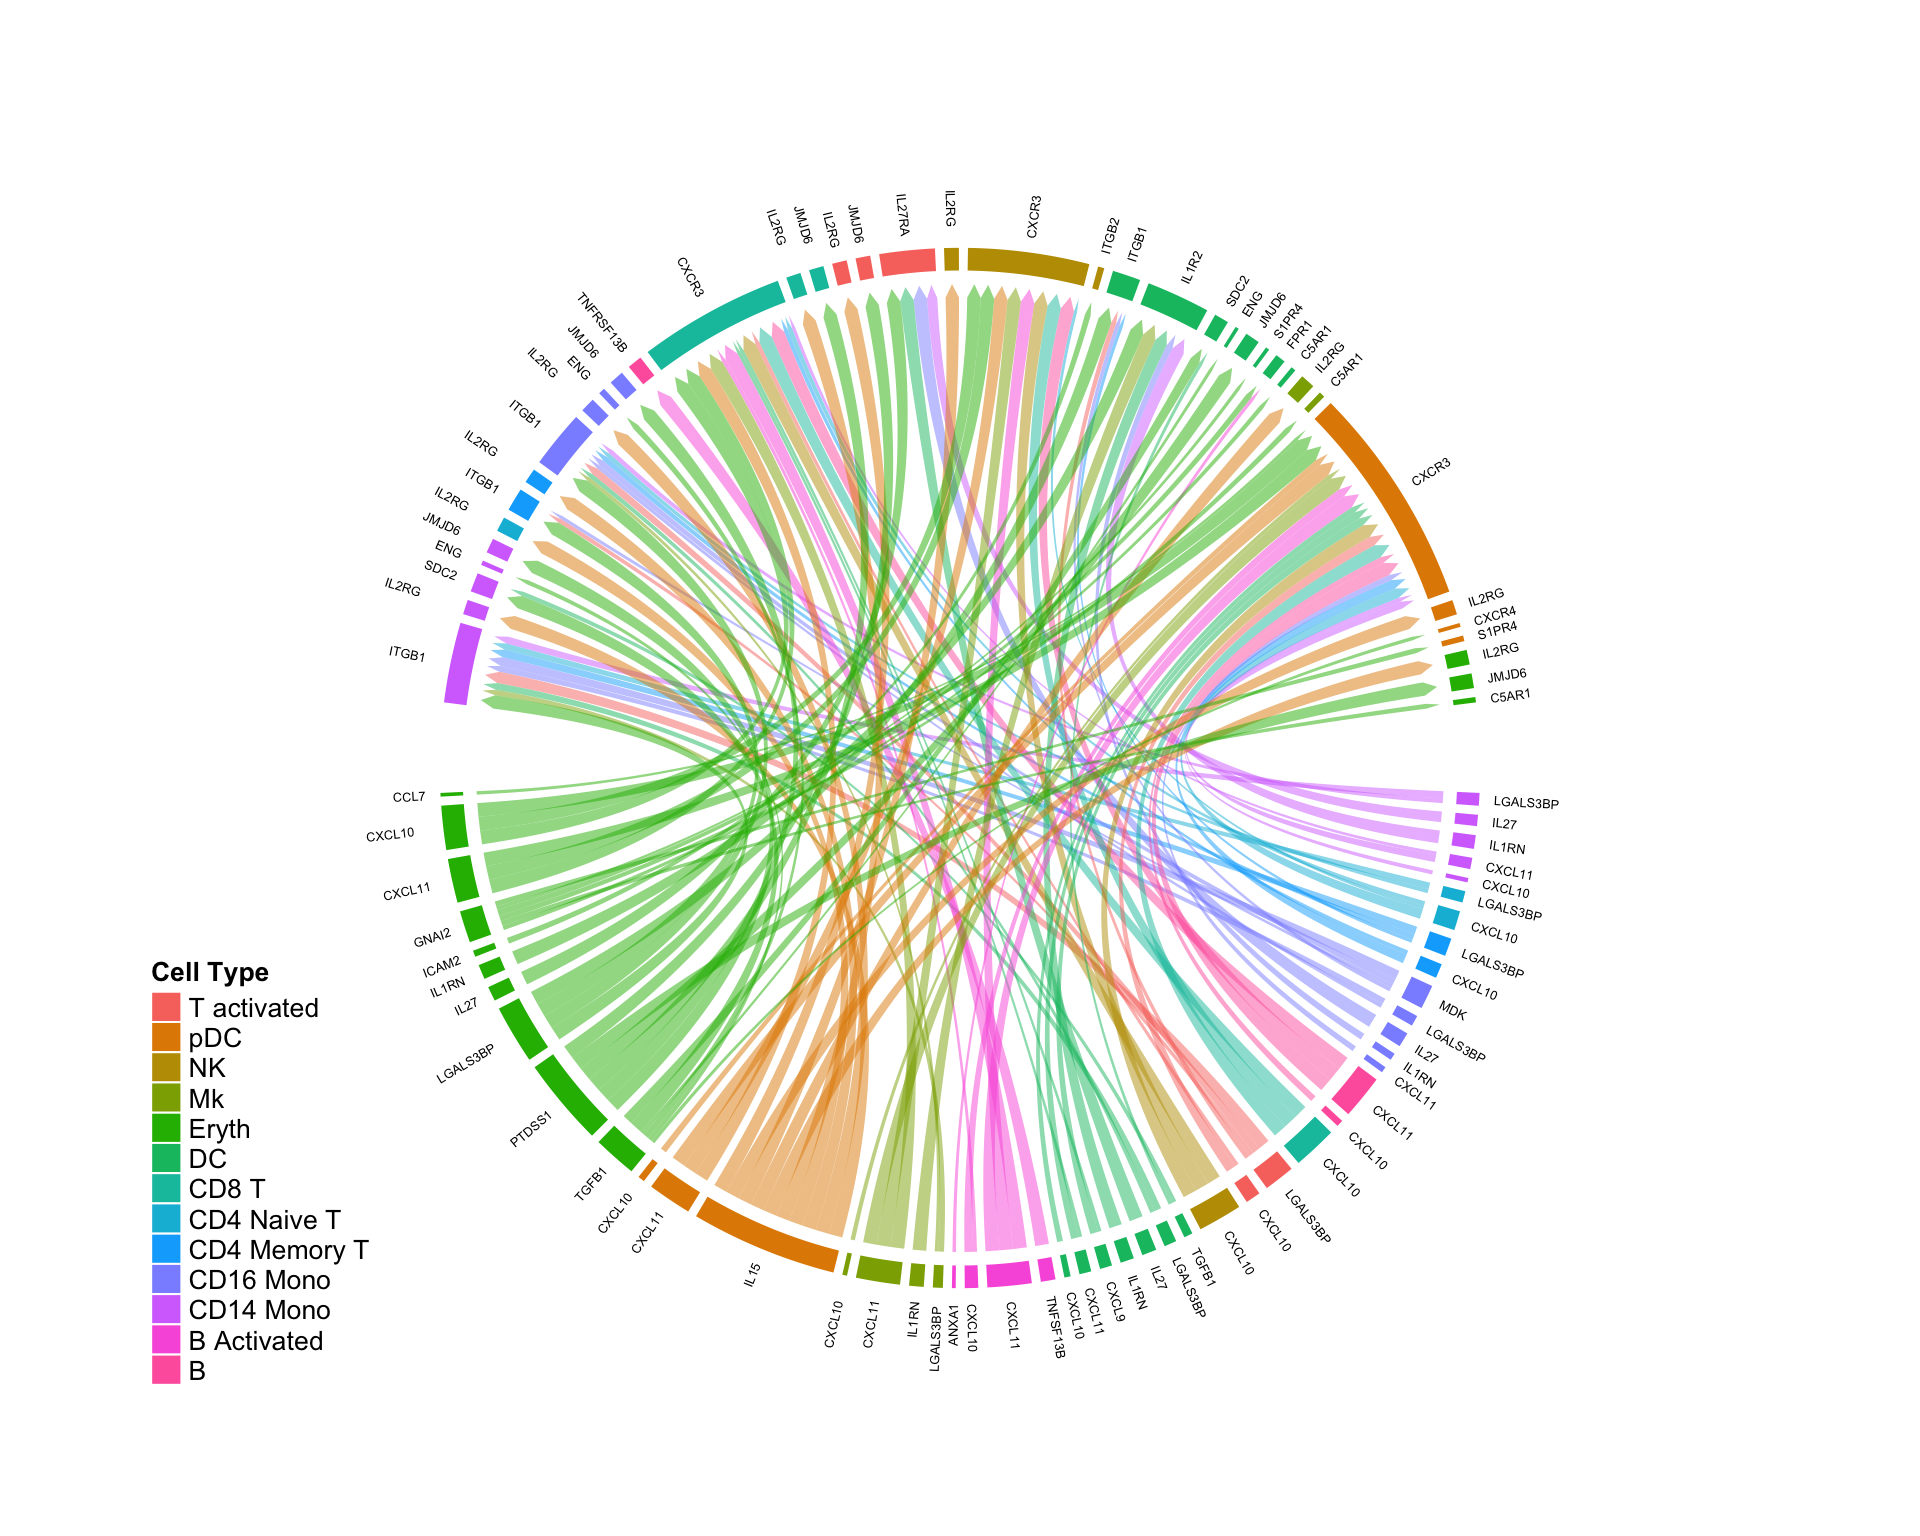 IL2RG
JMJD6
IL2RG
JMJD6
IL27RA
IL2RG
CXCR3
ITGB2
ITGB1
IL1R2
SDC2
ENG
JMJD6
S1PR4
FPR1
C5AR1
IL2RG
C5AR1
CXCR3
IL2RG
CXCR4
S1PR4
IL2RG
JMJD6
C5AR1
LGALS3BP
IL27
IL1RN
CXCL11
CXCL10
LGALS3BP
CXCL10
LGALS3BP
CXCL10
MDK
LGALS3BP
IL27
IL1RN
CXCL11
CXCL11
CXCL10
CXCL10
LGALS3BP
CXCL10
CXCL10
TGFB1
LGALS3BP
IL27
IL1RN
CXCL9
CXCL11
CXCL10
TNFSF13B
CXCL11
CXCL10
ANXA1
LGALS3BP
IL1RN
CXCL11
CXCL10
IL15
CXCL11
CXCL10
TGFB1
PTDSS1
LGALS3BP
IL27
IL1RN
ICAM2
GNAI2
CXCL11
CXCL10
CCL7
ITGB1
IL2RG
SDC2
ENG
JMJD6
IL2RG
ITGB1
IL2RG
ITGB1
IL2RG
ENG
JMJD6
TNFRSF13B
CXCR3
Cell Type
T activated
pDC
NK
Mk
Eryth
DC
CD8 T
CD4 Naive T
CD4 Memory T
CD16 Mono
CD14 Mono
B Activated
B